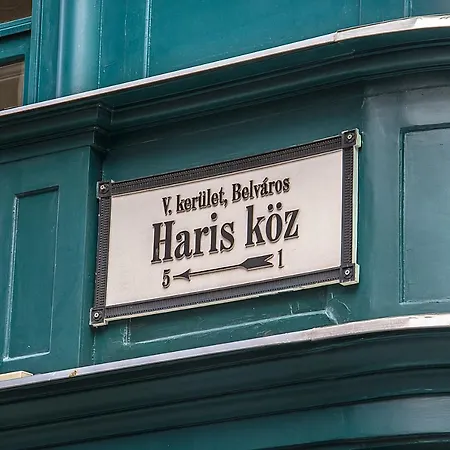 V. kerület, Belváros
Haris köz
5 1